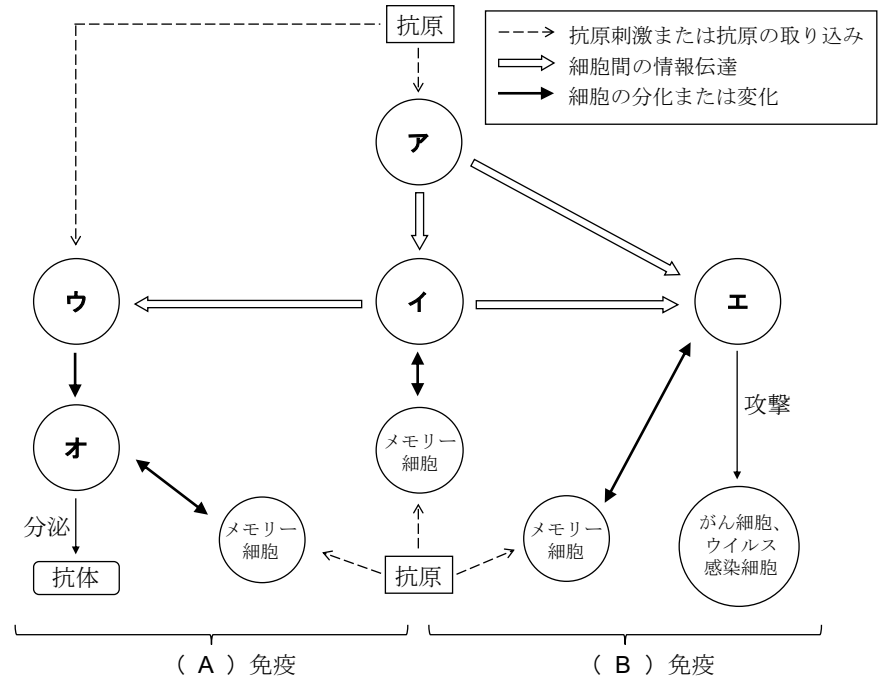 抗原
抗原刺激または抗原の取り込み
細胞間の情報伝達
細胞の分化または変化
ア
ウ
イ
エ
攻撃
オ
メモリー
細胞
分泌
抗体
メモリー
細胞
抗原
メモリー
細胞
がん細胞、
ウイルス
感染細胞
( A )免疫
( B )免疫